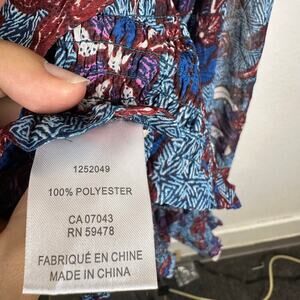 1252049
100% POLYESTER
CA 07043
RN 59478
FABRIQUÉ EN CHINE
MADE IN CHINA